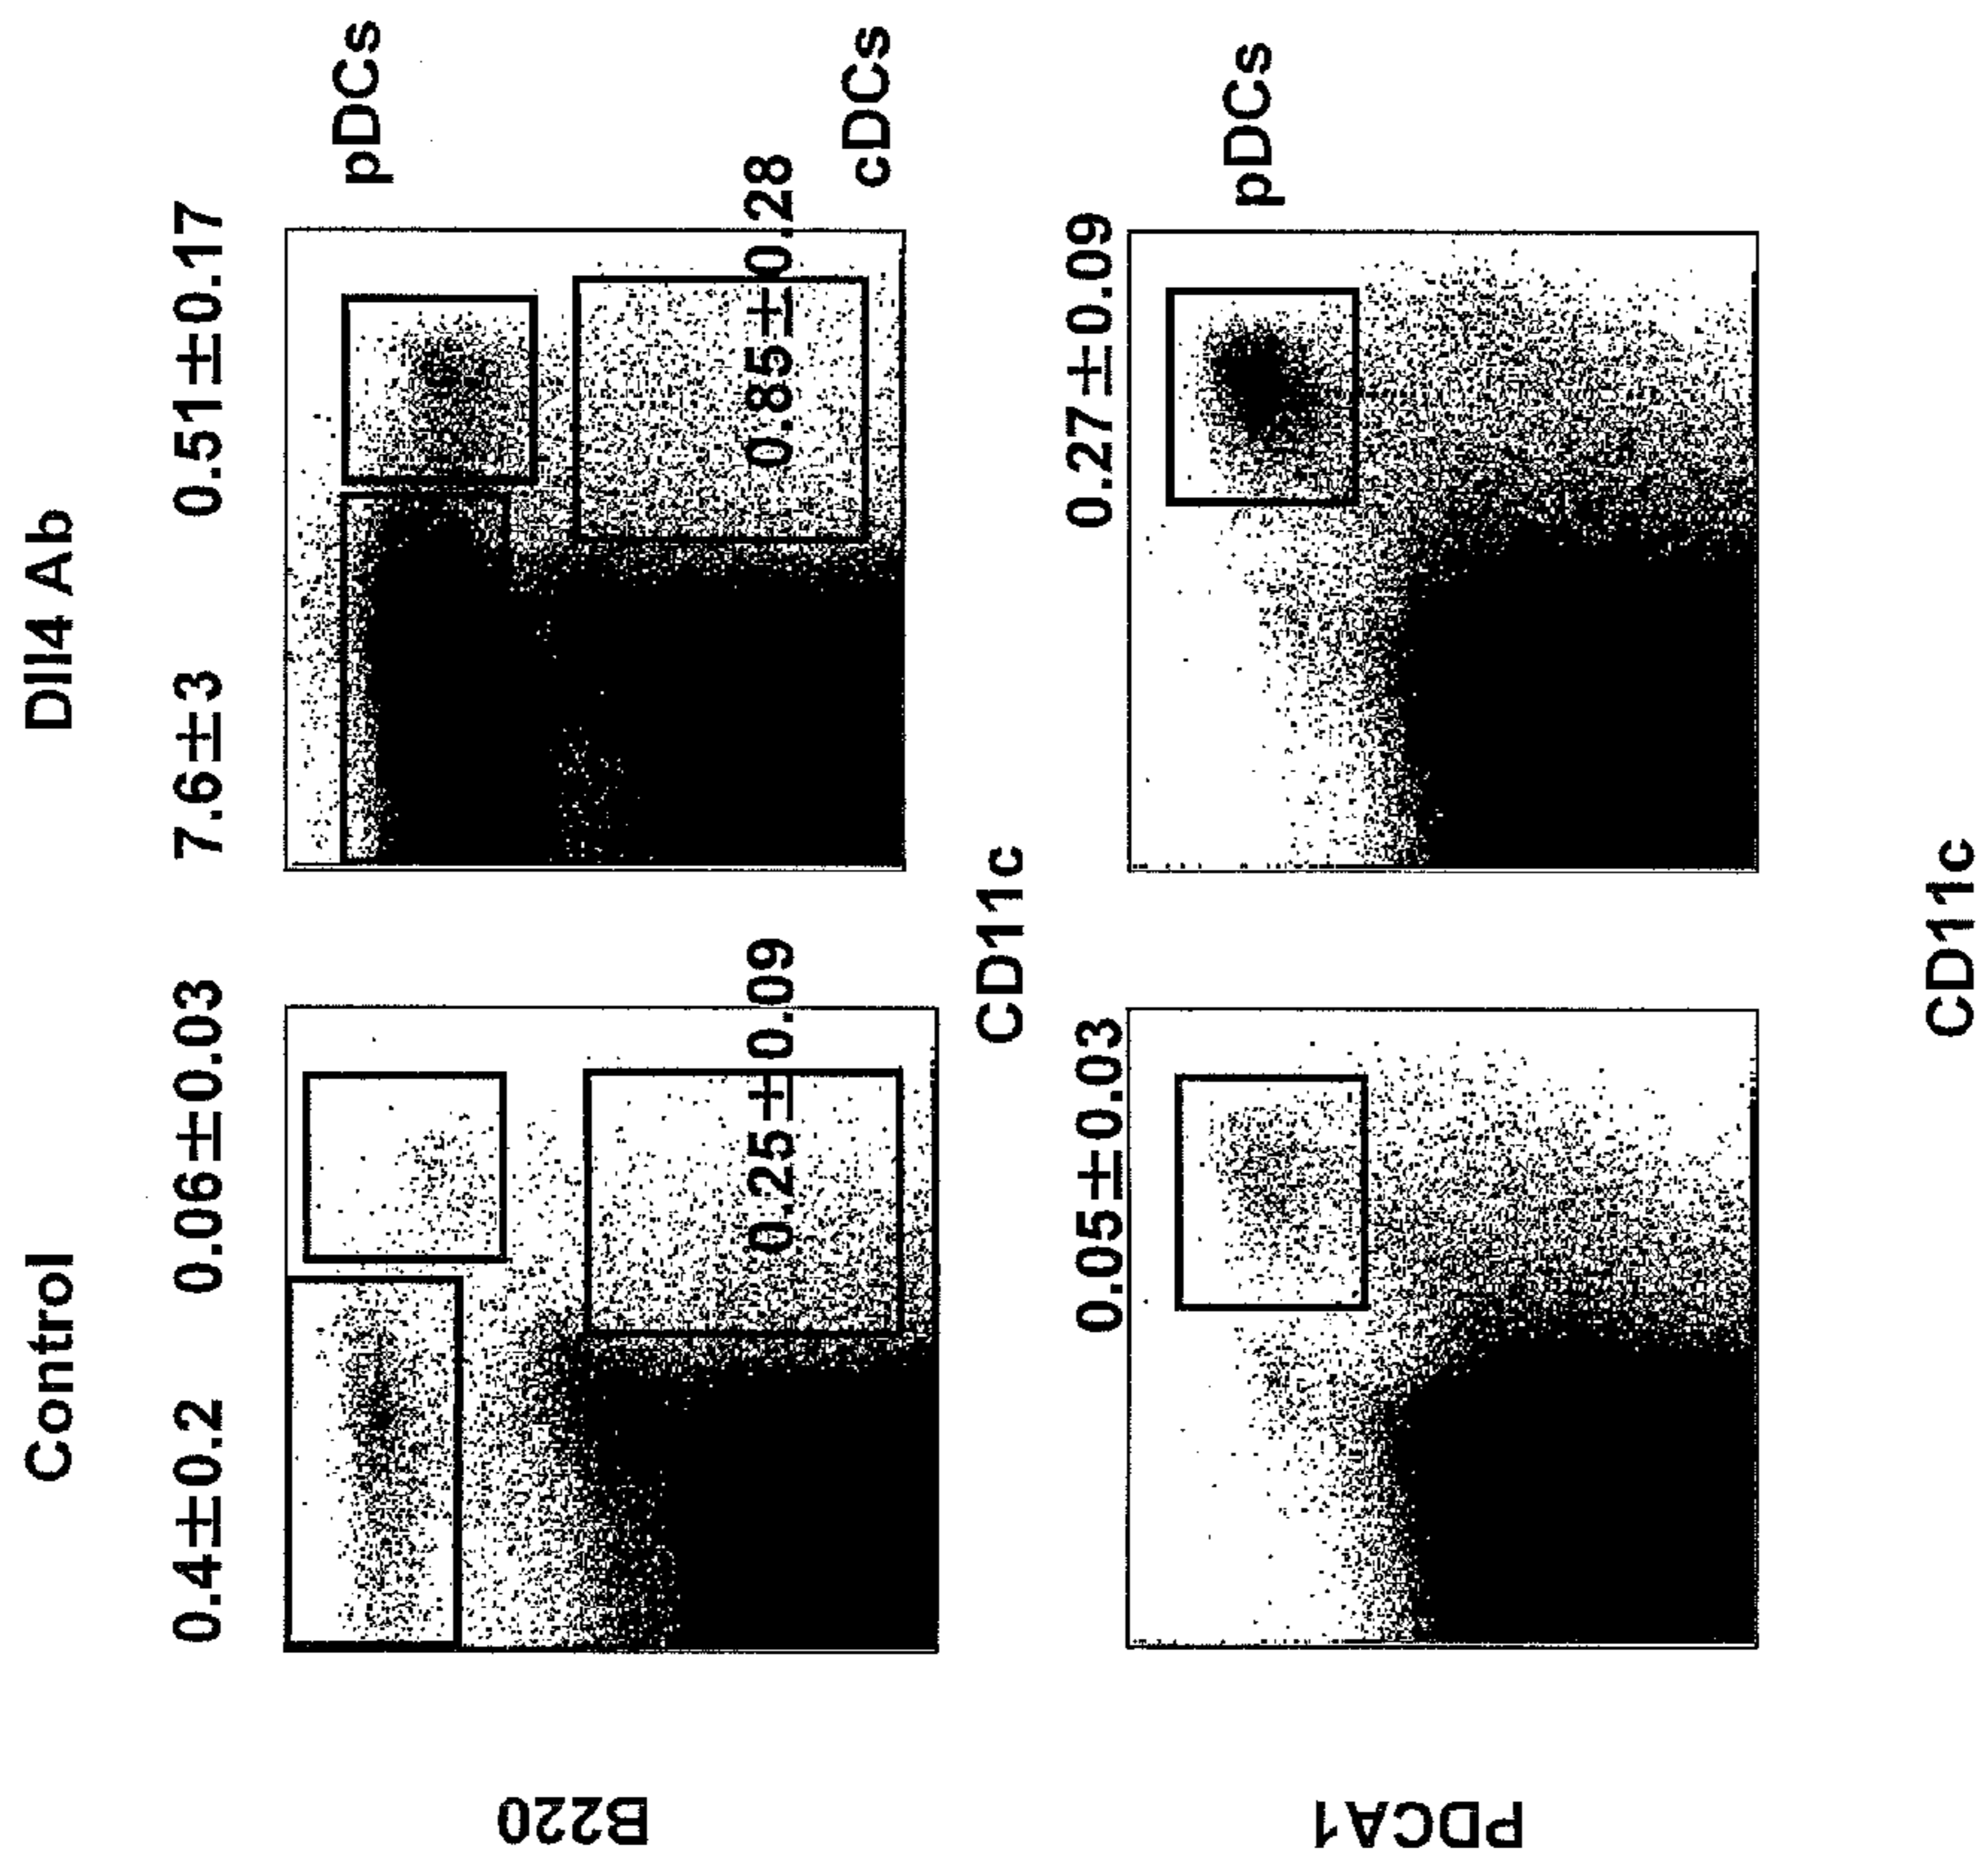 Control
Dll4 Ab
0.4±0.2
0.06±0.03
7.6±3
0.51±0.17
pDCs
B220
0.25±0.09
0.85±0.28
cDCs
CD11c
0.05±0.03
0.27±0.09
pDCs
PDCA1
CD11c